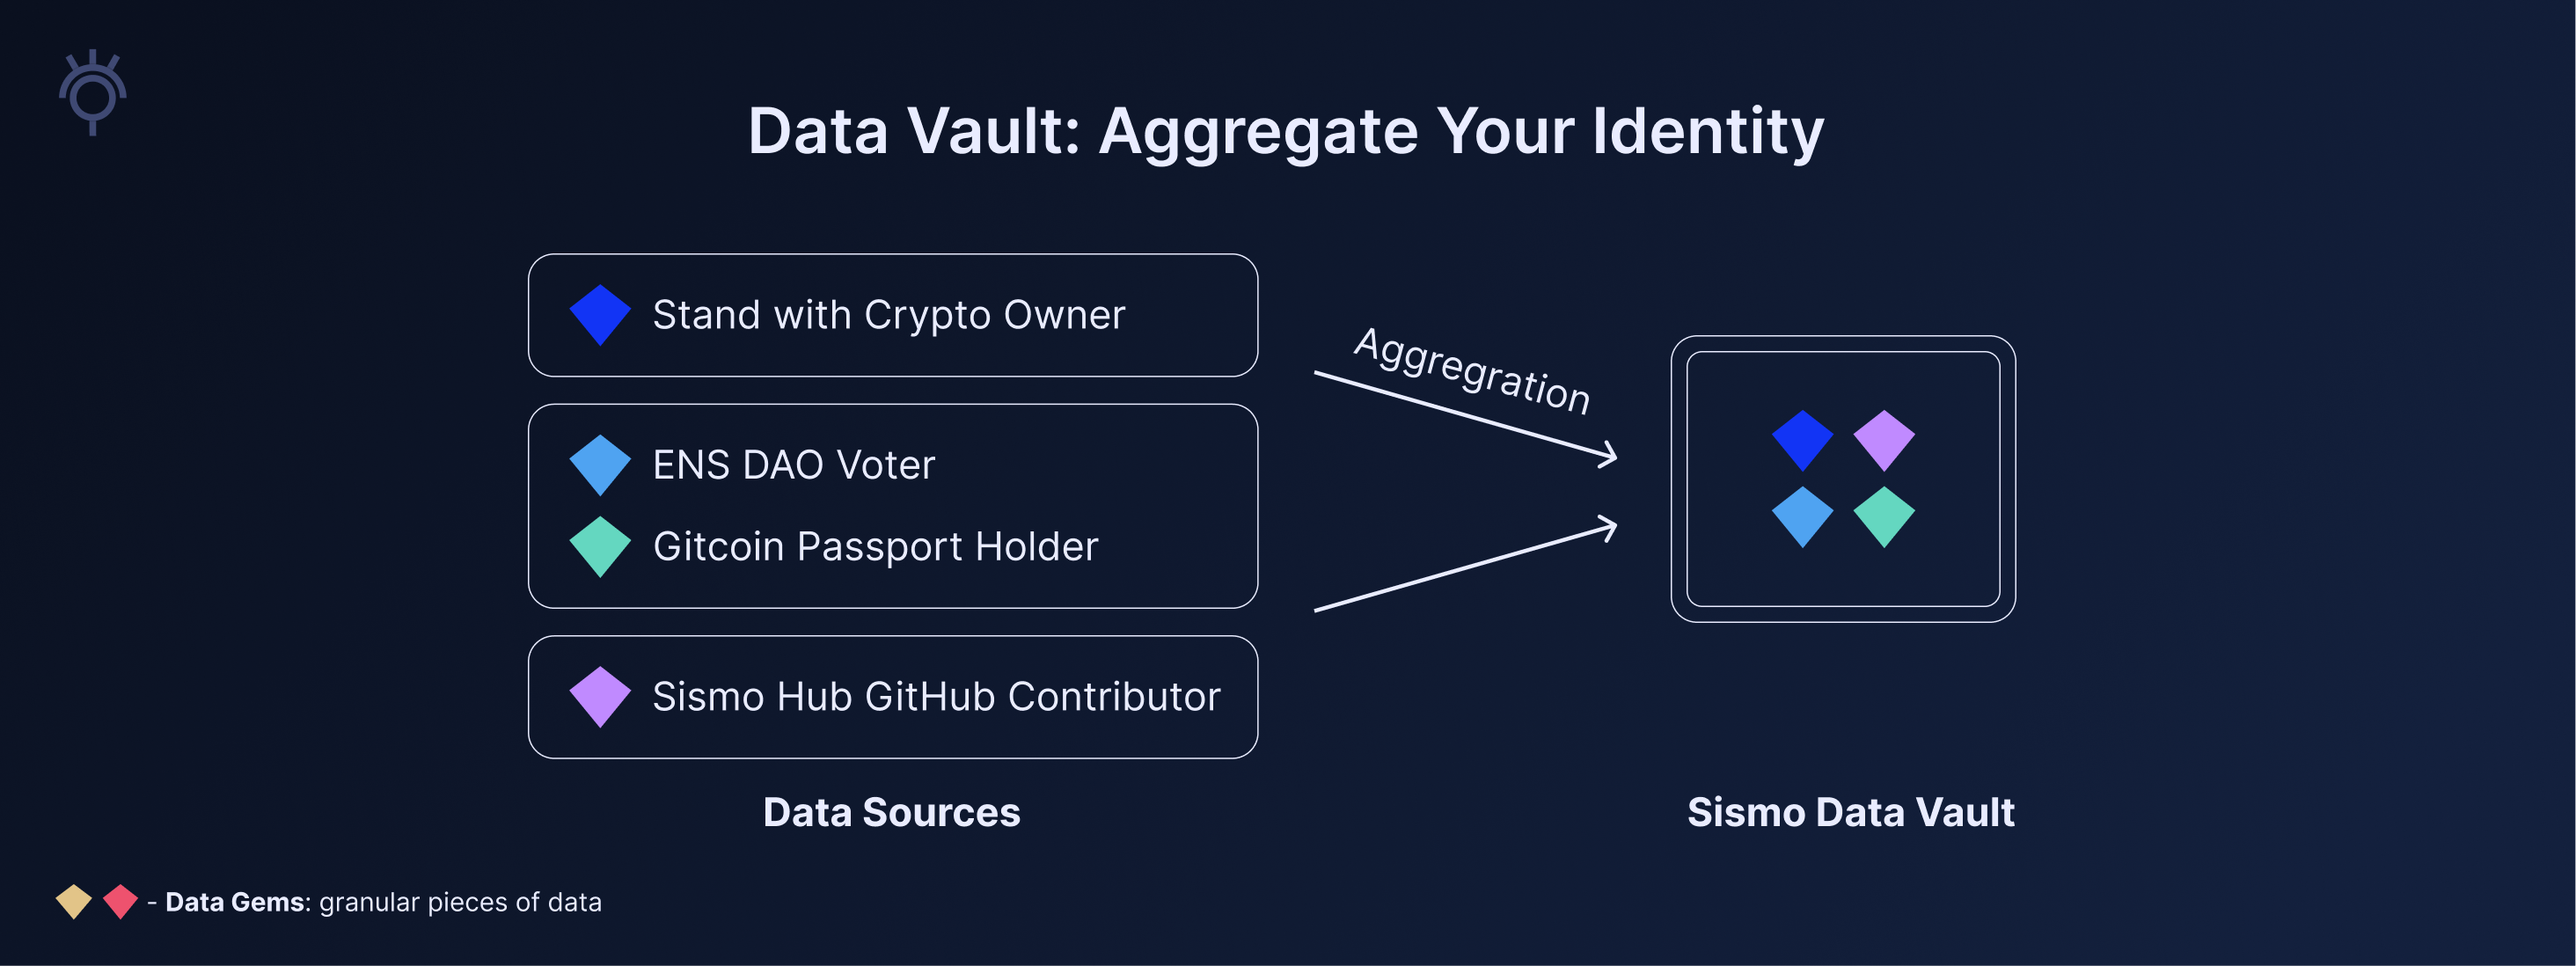 Data Vault: Aggregate Your Identity
Stand with Crypto Owner
ENS DAO Voter
Gitcoin Passport Holder
Sismo Hub GitHub Contributor
Data Sources
Aggregration
Sismo Data Vault
- Data Gems: granular pieces of data